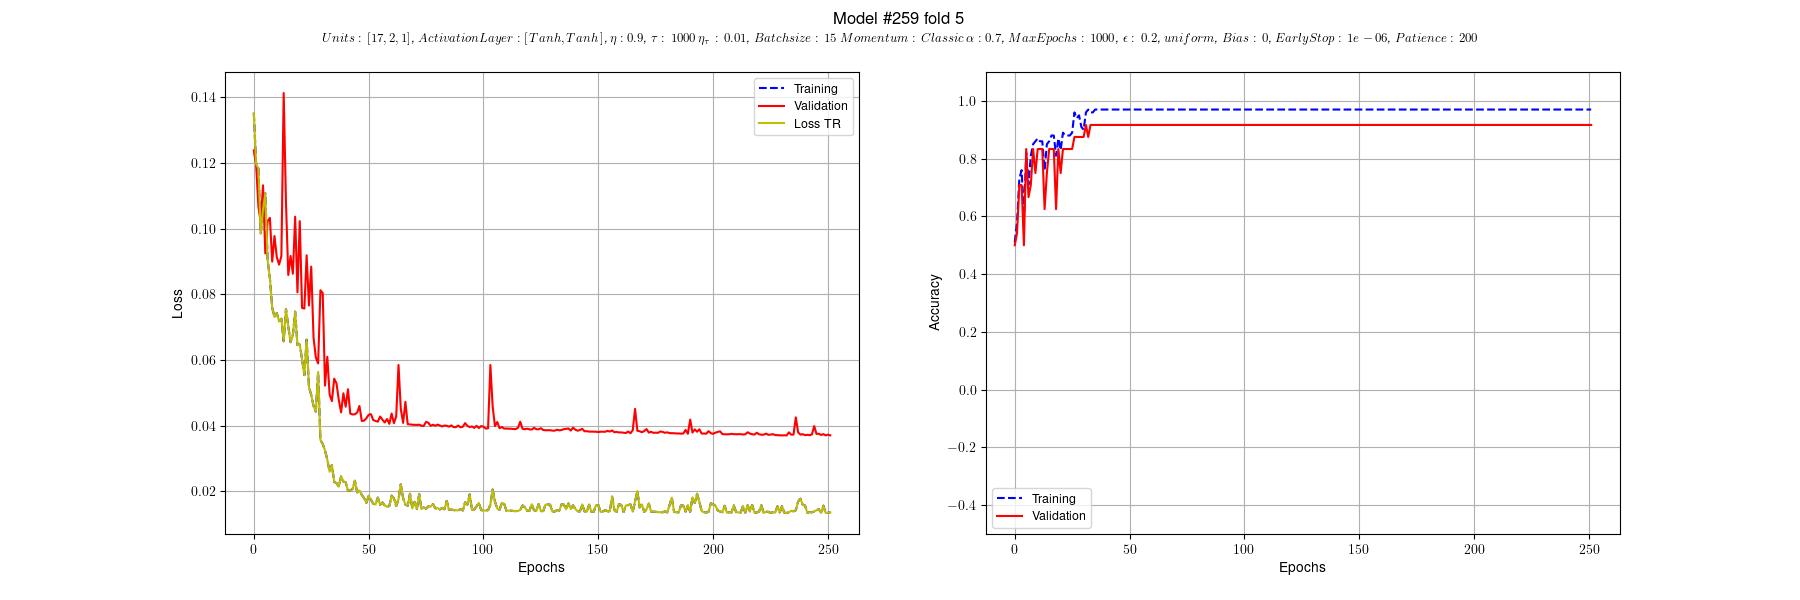 Model #259 fold 5
Units : [17, 2, 1], ActivationLayer : [Tanh, Tanh], η : 0.9, τ : 1000 ητ : 0.01, Batchsize : 15 Momentum : Classic α : 0.7, MaxEpochs : 1000, ϵ : 0.2, uniform, Bias : 0, EarlyStop : 1e − 06, Patience : 200
0.14
0.12
0.10
0.08
0.06
0.04
0.02
Loss
Training
Validation
Loss TR
0 50 100 150 200 250
Epochs
1.0
0.8
0.6
0.4
0.2
0.0
−0.2
−0.4
Accuracy
Training
Validation
0 50 100 150 200 250
Epochs